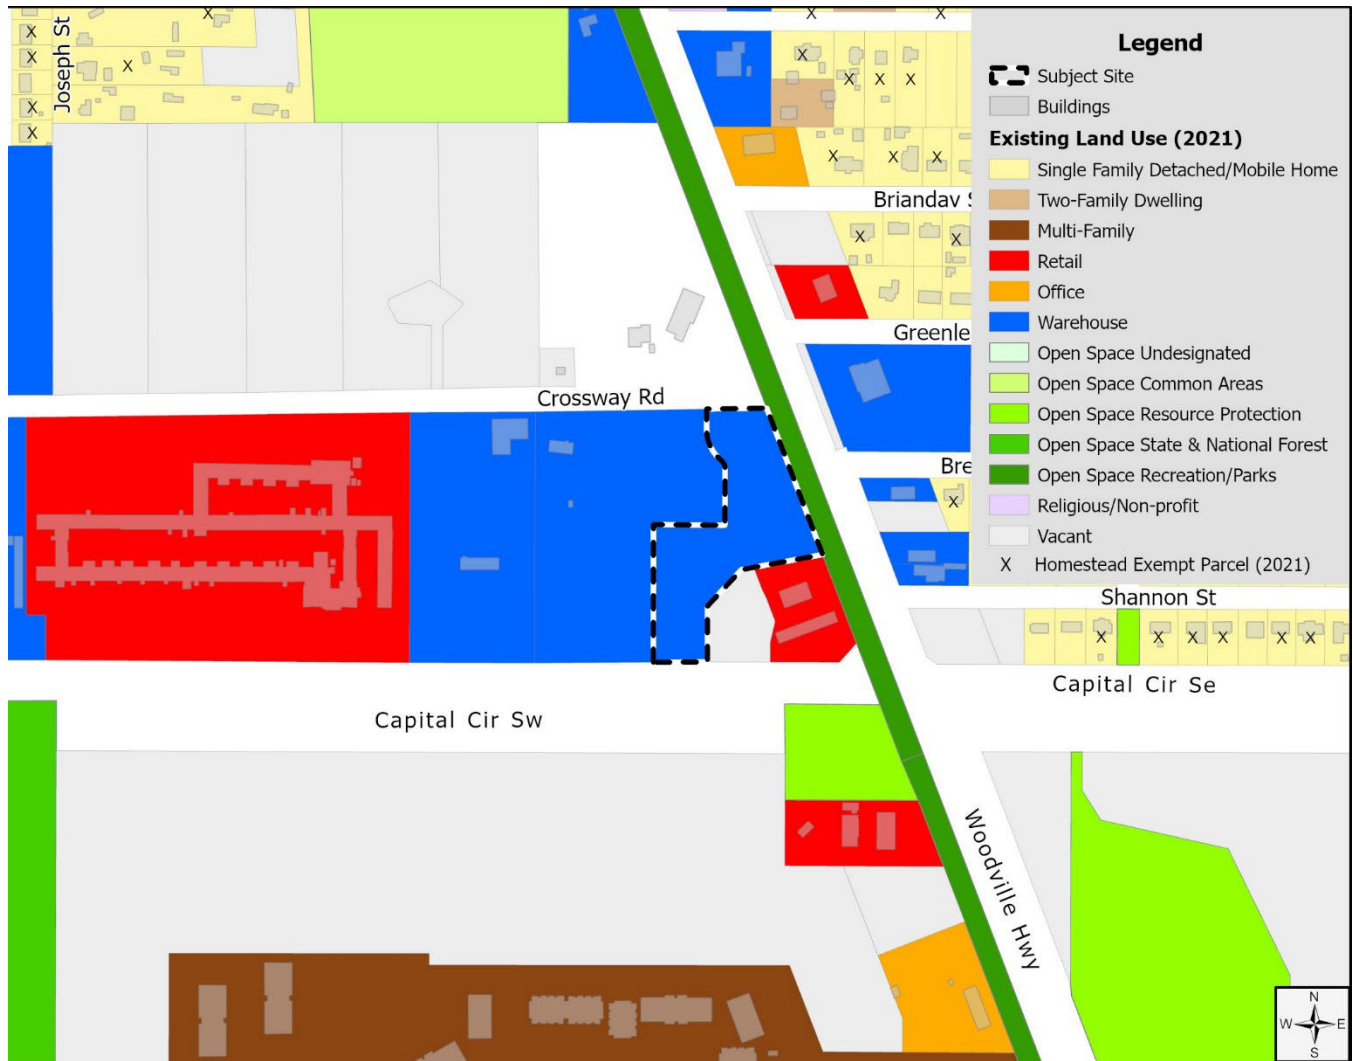 Joseph St
Legend
Subject Site
Buildings
Existing Land Use (2021)
Single Family Detached/Mobile Home
Two-Family Dwelling
Multi-Family
Retail
Office
Warehouse
Open Space Undesignated
Open Space Common Areas
Open Space Resource Protection
Open Space State & National Forest
Open Space Recreation/Parks
Religious/Non-profit
Vacant
X Homestead Exempt Parcel (2021)
Briandav S
Greenle
Crossway Rd
Bre
Shannon St
Capital Cir Se
Capital Cir Sw
Woodville Hwy
N
W E
S